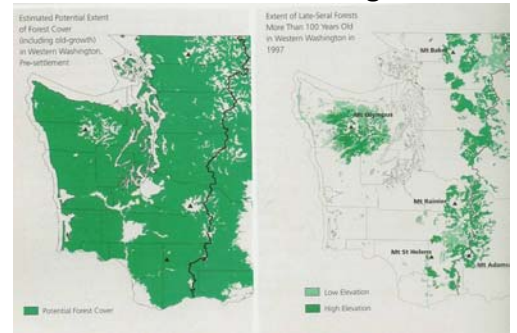 Estimated Potential Extent
of Forest Cover
(including old-growth)
in Western Washington,
Pre-settlement
Potential Forest Cover
Extent of Late-Seral Forests
More Than 100 Years Old
in Western Washington in
1997
Mt Baker
Mt Olympus
Mt Rainier
Mt St Helens
Mt Adams
Low Elevation
High Elevation